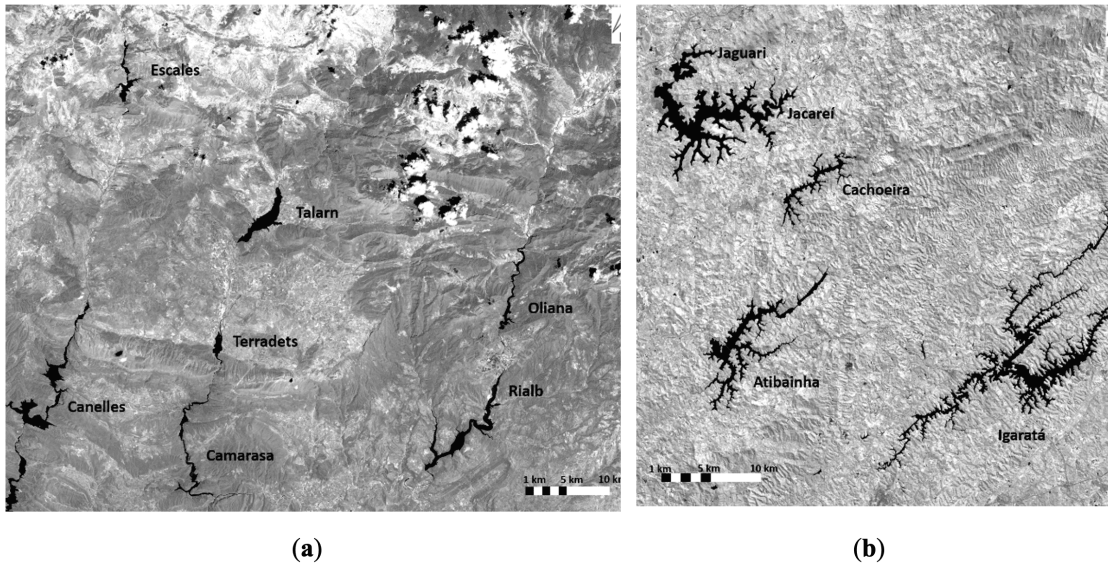 Escales
Talarn
Oliana
Terradets
Rialb
Canelles
Camarasa
1 km 5 km 10 km
(a)
Jaguari
Jacareí
Cachoeira
Atibainha
Igaratá
1 km 5 km 10 km
(b)